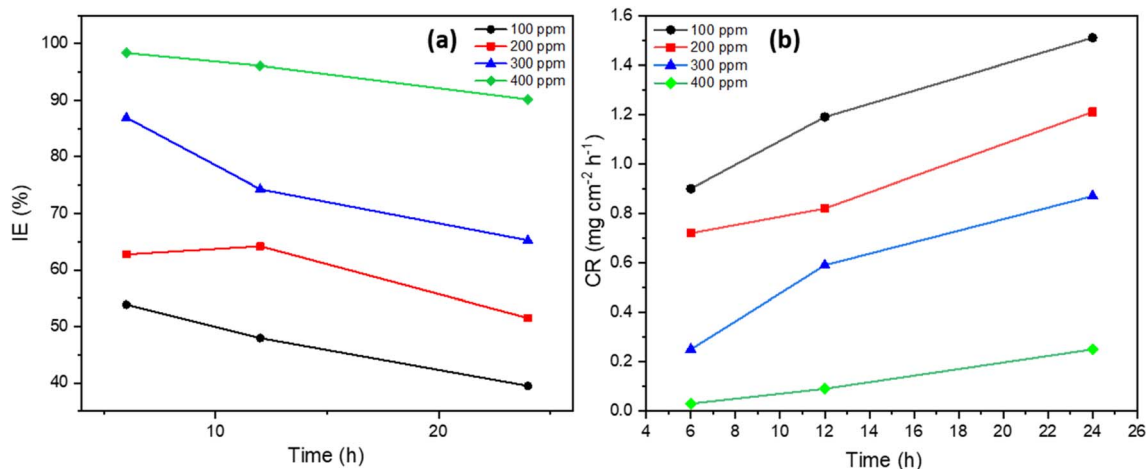 (a)
100 ppm
200 ppm
300 ppm
400 ppm
100
90
80
70
60
50
40
IE (%)
10 20
Time (h)
(b)
100 ppm
200 ppm
300 ppm
400 ppm
1.6
1.4
1.2
1.0
0.8
0.6
0.4
0.2
0.0
CR (mg cm⁻² h⁻¹)
4 6 8 10 12 14 16 18 20 22 24 26
Time (h)